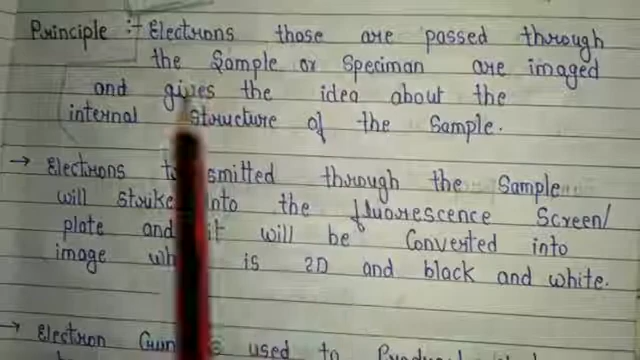 Principle :- Electrons those are passed through
the Sample or Speciman are imaged
and gives the idea about the
internal structure of the Sample.
→ Electrons smitted through the Sample
will strike into the fluorescence Screen/
plate and it will be Converted into
image is 2D and black and white.
→ Electron Gun is used to